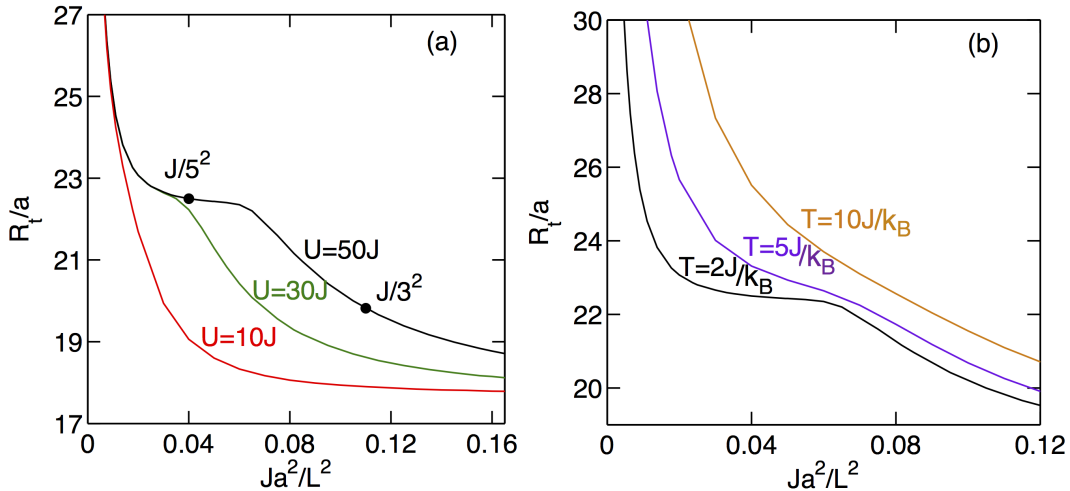 (a)
27
25
23
21
19
17
R_t/a
J/5²
U=50J
J/3²
U=30J
U=10J
0
0.04
0.08
0.12
0.16
Ja²/L²
(b)
30
28
26
24
22
20
R_t/a
T=10J/k_B
T=5J/k_B
T=2J/k_B
0
0.04
0.08
0.12
Ja²/L²